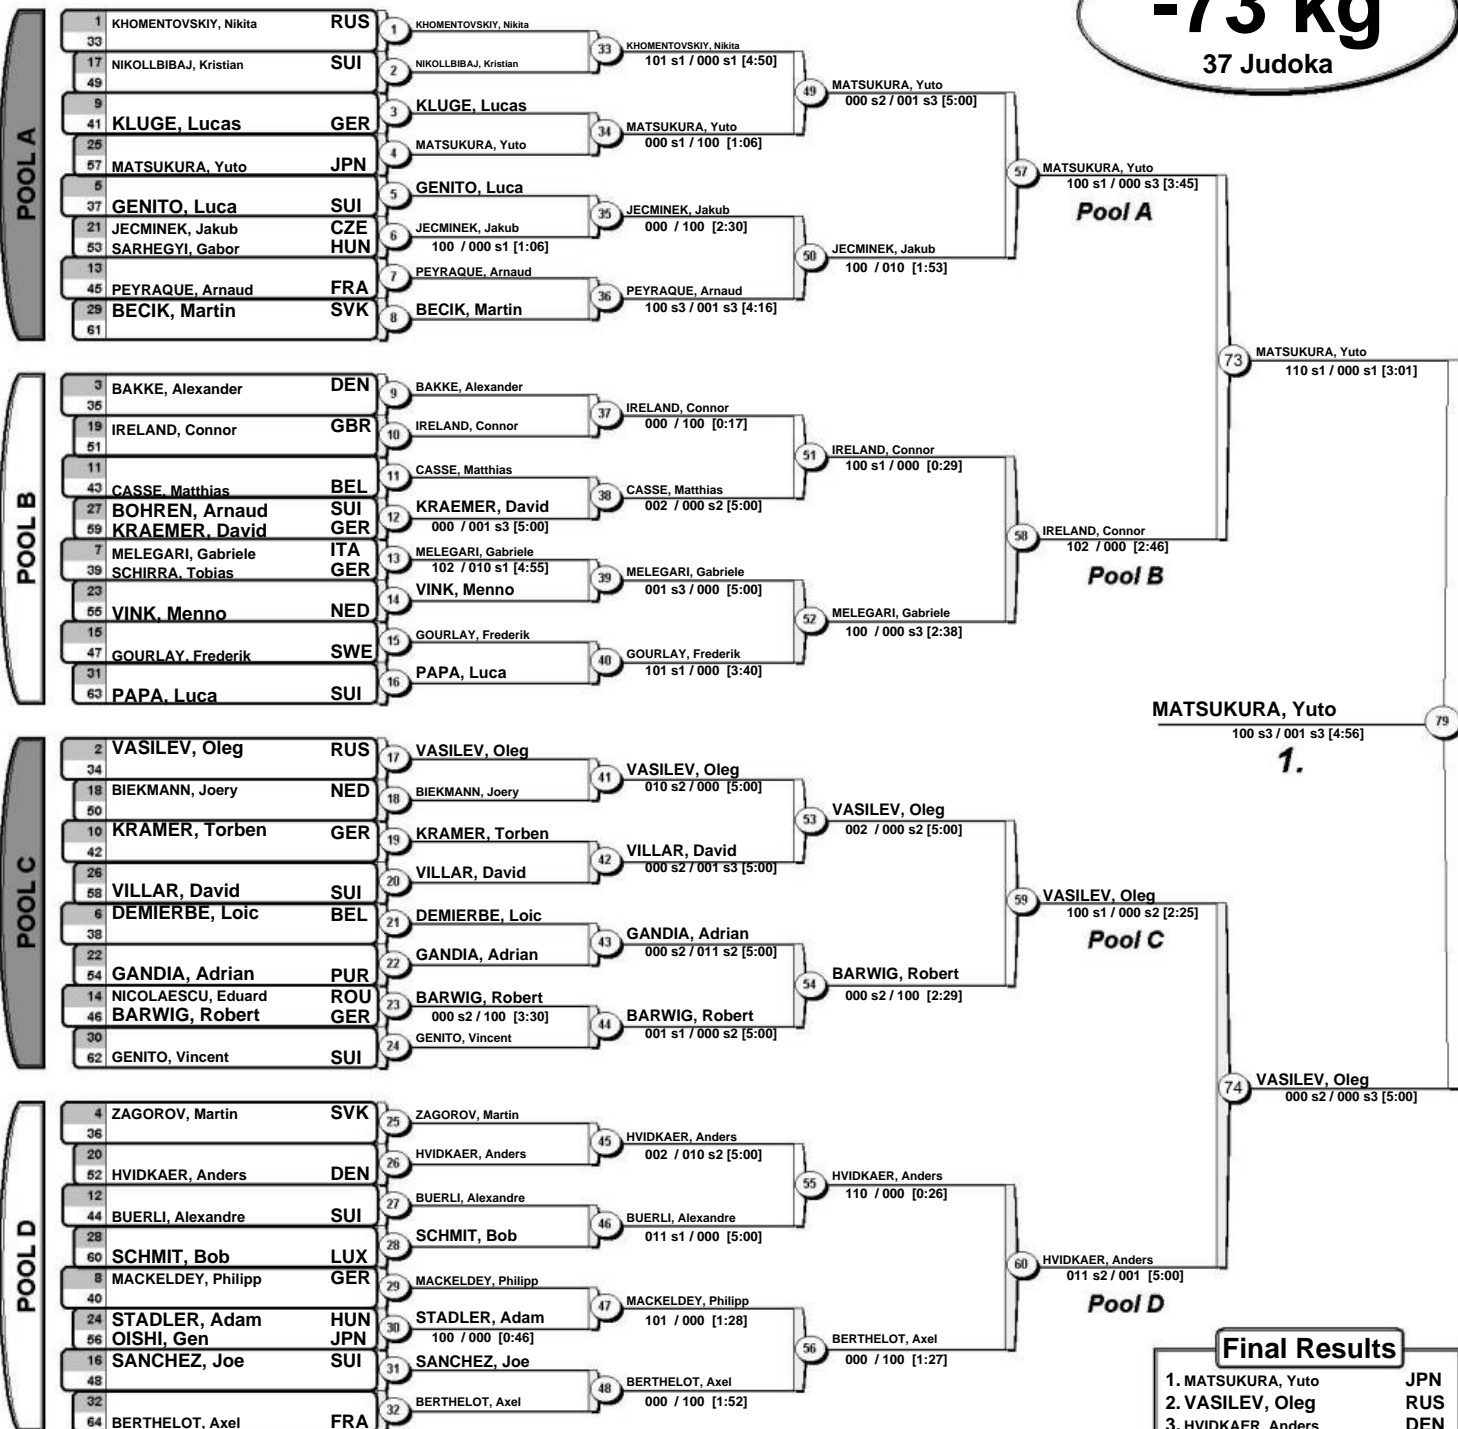 -73 kg
37 Judoka
POOL A
1 KHOMENTOVSKIY, Nikita RUS
33
17 NIKOLLBIBAJ, Kristian SUI
49
9
41 KLUGE, Lucas GER
25
57 MATSUKURA, Yuto JPN
5
37 GENITO, Luca SUI
21 JECMINEK, Jakub CZE
53 SARHEGYI, Gabor HUN
13
45 PEYRAQUE, Arnaud FRA
29 BECIK, Martin SVK
61
1 KHOMENTOVSKIY, Nikita
2 NIKOLLBIBAJ, Kristian
3 KLUGE, Lucas
4 MATSUKURA, Yuto
5 GENITO, Luca
6 JECMINEK, Jakub
100 / 000 s1 [1:06]
7 PEYRAQUE, Arnaud
8 BECIK, Martin
33 KHOMENTOVSKIY, Nikita
101 s1 / 000 s1 [4:50]
34 MATSUKURA, Yuto
000 s1 / 100 [1:06]
35 JECMINEK, Jakub
000 / 100 [2:30]
36 PEYRAQUE, Arnaud
100 s3 / 001 s3 [4:16]
49 MATSUKURA, Yuto
000 s2 / 001 s3 [5:00]
50 JECMINEK, Jakub
100 / 010 [1:53]
57 MATSUKURA, Yuto
100 s1 / 000 s3 [3:45]
Pool A
POOL B
3 BAKKE, Alexander DEN
35
19 IRELAND, Connor GBR
51
11
43 CASSE, Matthias BEL
27 BOHREN, Arnaud SUI
59 KRAEMER, David GER
7 MELEGARI, Gabriele ITA
39 SCHIRRA, Tobias GER
23
55 VINK, Menno NED
15
47 GOURLAY, Frederik SWE
31
63 PAPA, Luca SUI
9 BAKKE, Alexander
10 IRELAND, Connor
11 CASSE, Matthias
12 KRAEMER, David
000 / 001 s3 [5:00]
13 MELEGARI, Gabriele
102 / 010 s1 [4:55]
14 VINK, Menno
15 GOURLAY, Frederik
16 PAPA, Luca
37 IRELAND, Connor
000 / 100 [0:17]
38 CASSE, Matthias
002 / 000 s2 [5:00]
39 MELEGARI, Gabriele
001 s3 / 000 [5:00]
40 GOURLAY, Frederik
101 s1 / 000 [3:40]
51 IRELAND, Connor
100 s1 / 000 [0:29]
52 MELEGARI, Gabriele
100 / 000 s3 [2:38]
58 IRELAND, Connor
102 / 000 [2:46]
Pool B
73 MATSUKURA, Yuto
110 s1 / 000 s1 [3:01]
MATSUKURA, Yuto 79
100 s3 / 001 s3 [4:56]
1.
POOL C
2 VASILEV, Oleg RUS
34
18 BIEKMANN, Joery NED
50
10 KRAMER, Torben GER
42
26
58 VILLAR, David SUI
6 DEMIERBE, Loic BEL
38
22
54 GANDIA, Adrian PUR
14 NICOLAESCU, Eduard ROU
46 BARWIG, Robert GER
30
62 GENITO, Vincent SUI
17 VASILEV, Oleg
18 BIEKMANN, Joery
19 KRAMER, Torben
20 VILLAR, David
21 DEMIERBE, Loic
22 GANDIA, Adrian
23 BARWIG, Robert
000 s2 / 100 [3:30]
24 GENITO, Vincent
41 VASILEV, Oleg
010 s2 / 000 [5:00]
42 VILLAR, David
000 s2 / 001 s3 [5:00]
43 GANDIA, Adrian
000 s2 / 011 s2 [5:00]
44 BARWIG, Robert
001 s1 / 000 s2 [5:00]
53 VASILEV, Oleg
002 / 000 s2 [5:00]
54 BARWIG, Robert
000 s2 / 100 [2:29]
59 VASILEV, Oleg
100 s1 / 000 s2 [2:25]
Pool C
POOL D
4 ZAGOROV, Martin SVK
36
20
52 HVIDKAER, Anders DEN
12
44 BUERLI, Alexandre SUI
28
60 SCHMIT, Bob LUX
8 MACKELDEY, Philipp GER
40
24 STADLER, Adam HUN
56 OISHI, Gen JPN
16 SANCHEZ, Joe SUI
48
32
64 BERTHELOT, Axel FRA
25 ZAGOROV, Martin
26 HVIDKAER, Anders
27 BUERLI, Alexandre
28 SCHMIT, Bob
29 MACKELDEY, Philipp
30 STADLER, Adam
100 / 000 [0:46]
31 SANCHEZ, Joe
32 BERTHELOT, Axel
45 HVIDKAER, Anders
002 / 010 s2 [5:00]
46 BUERLI, Alexandre
011 s1 / 000 [5:00]
47 MACKELDEY, Philipp
101 / 000 [1:28]
48 BERTHELOT, Axel
000 / 100 [1:52]
55 HVIDKAER, Anders
110 / 000 [0:26]
56 BERTHELOT, Axel
000 / 100 [1:27]
60 HVIDKAER, Anders
011 s2 / 001 [5:00]
Pool D
74 VASILEV, Oleg
000 s2 / 000 s3 [5:00]
Final Results
1. MATSUKURA, Yuto JPN
2. VASILEV, Oleg RUS
3. HVIDKAER, Anders DEN